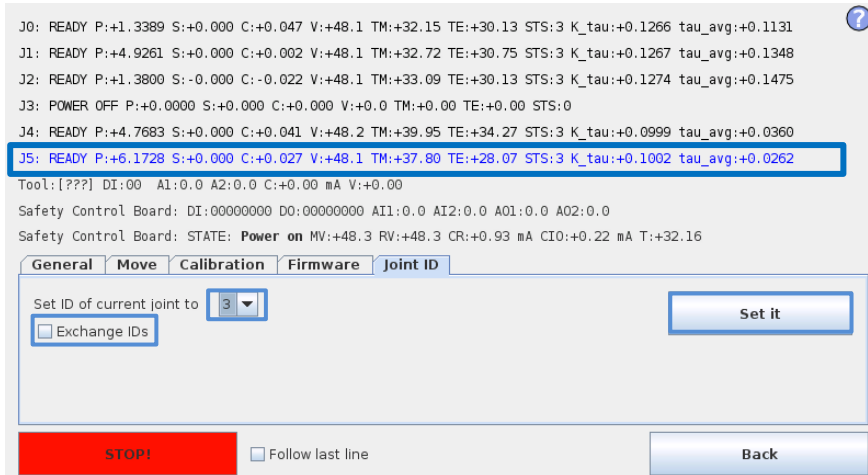 ?
J0: READY P:+1.3389 S:+0.000 C:+0.047 V:+48.1 TM:+32.15 TE:+30.13 STS:3 K_tau:+0.1266 tau_avg:+0.1131
J1: READY P:+4.9261 S:+0.000 C:+0.002 V:+48.1 TM:+32.72 TE:+30.75 STS:3 K_tau:+0.1267 tau_avg:+0.1348
J2: READY P:+1.3800 S:-0.000 C:-0.022 V:+48.1 TM:+33.09 TE:+30.13 STS:3 K_tau:+0.1274 tau_avg:+0.1475
J3: POWER OFF P:+0.0000 S:+0.000 C:+0.000 V:+0.0 TM:+0.00 TE:+0.00 STS:0
J4: READY P:+4.7683 S:+0.000 C:+0.041 V:+48.2 TM:+39.95 TE:+34.27 STS:3 K_tau:+0.0999 tau_avg:+0.0360
J5: READY P:+6.1728 S:+0.000 C:+0.027 V:+48.1 TM:+37.80 TE:+28.07 STS:3 K_tau:+0.1002 tau_avg:+0.0262
Tool:[???] DI:00 A1:0.0 A2:0.0 C:+0.00 mA V:+0.00
Safety Control Board: DI:00000000 DO:00000000 AI1:0.0 AI2:0.0 AO1:0.0 AO2:0.0
Safety Control Board: STATE: Power on MV:+48.3 RV:+48.3 CR:+0.93 mA CIO:+0.22 mA T:+32.16
General Move Calibration Firmware Joint ID
Set ID of current joint to 3
Set it
Exchange IDs
STOP! Follow last line Back